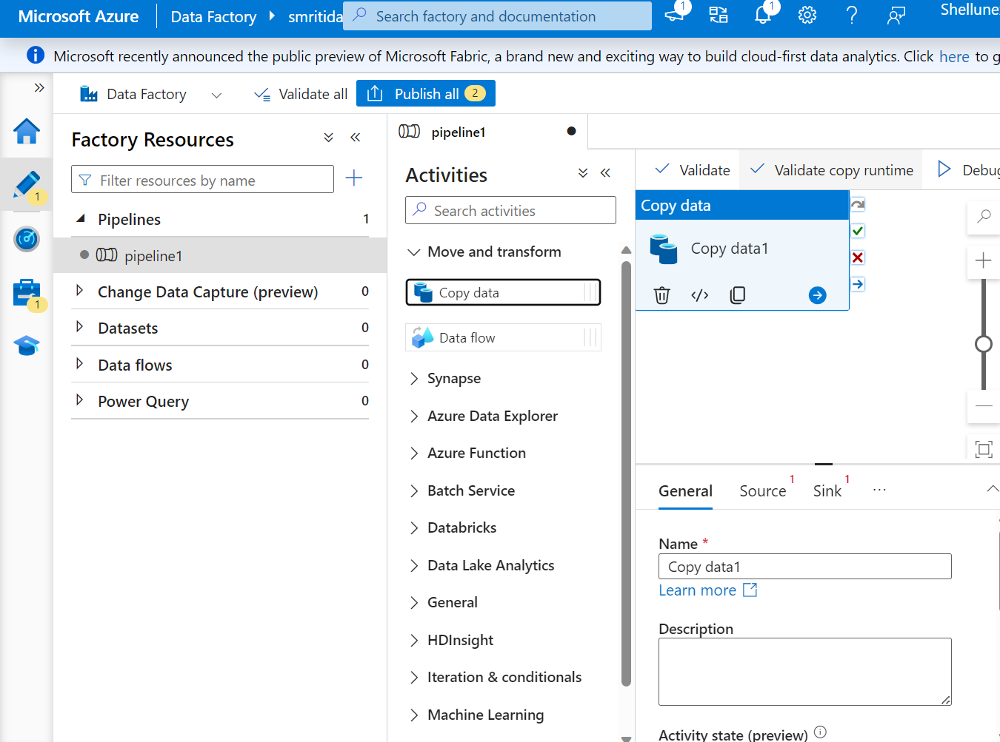 Microsoft Azure
Data Factory
smritida
Search factory and documentation
1
1
Shellune
Microsoft recently announced the public preview of Microsoft Fabric, a brand new and exciting way to build cloud-first data analytics. Click here to g
Data Factory
Validate all
Publish all 2
Factory Resources
Filter resources by name
1
Pipelines 1
pipeline1
Change Data Capture (preview) 0
1
Datasets 0
Data flows 0
Power Query 0
pipeline1
Activities
Search activities
Move and transform
Copy data
Data flow
Synapse
Azure Data Explorer
Azure Function
Batch Service
Databricks
Data Lake Analytics
General
HDInsight
Iteration & conditionals
Machine Learning
Validate
Validate copy runtime
Debug
Copy data
Copy data1
General
Source 1
Sink 1
...
Name *
Copy data1
Learn more
Description
Activity state (preview)